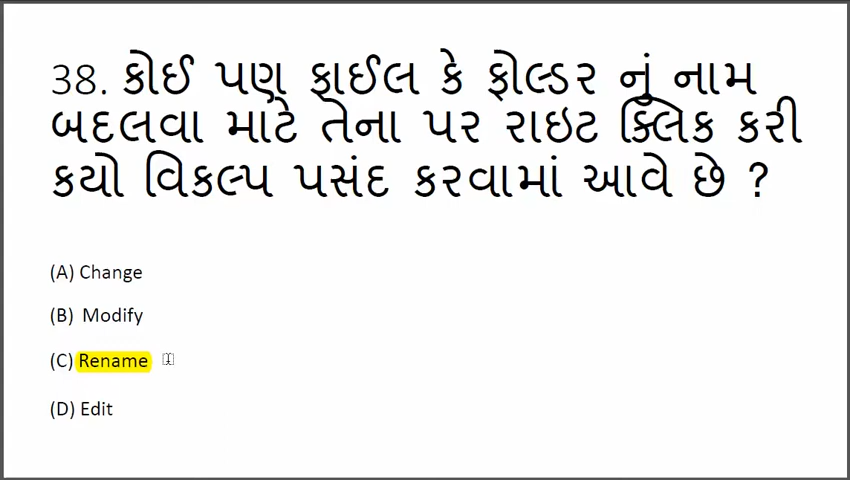 38. કોઈ પણ ફાઈલ કે ફોલ્ડર નું નામ
બદલવા માટે તેના પર રાઇટ ક્લિક કરી
કયો વિકલ્પ પસંદ કરવામાં આવે છે ?
(A) Change
(B) Modify
(C) Rename
(D) Edit